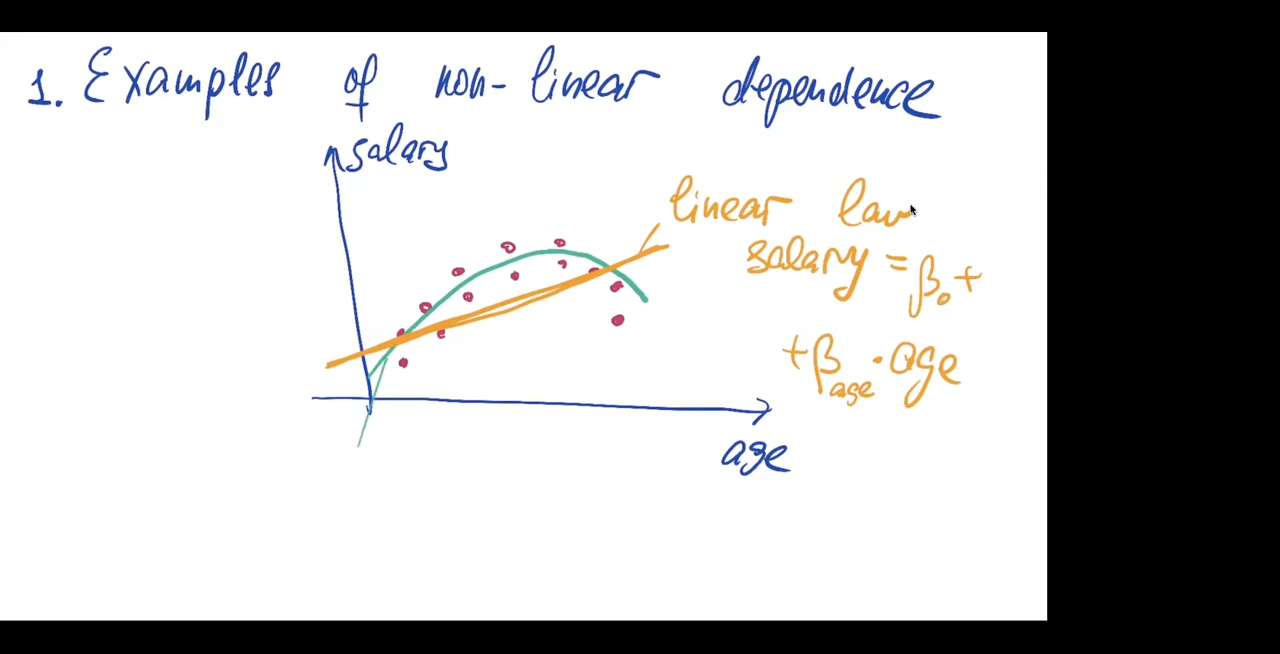 1. Examples of non-linear dependence
salary
linear law
salary = β₀ +
+ β_age · age
age